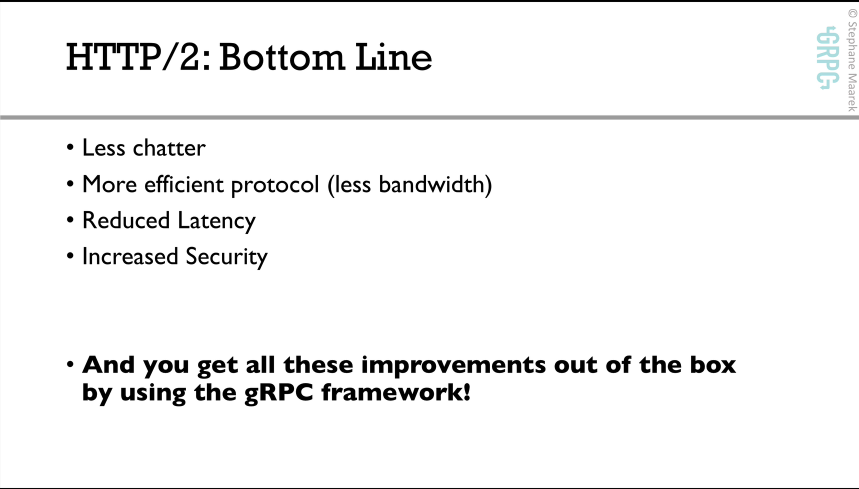 HTTP/2: Bottom Line
• Less chatter
• More efficient protocol (less bandwidth)
• Reduced Latency
• Increased Security
• And you get all these improvements out of the box
by using the gRPC framework!
gRPC
© Stephane Maarek